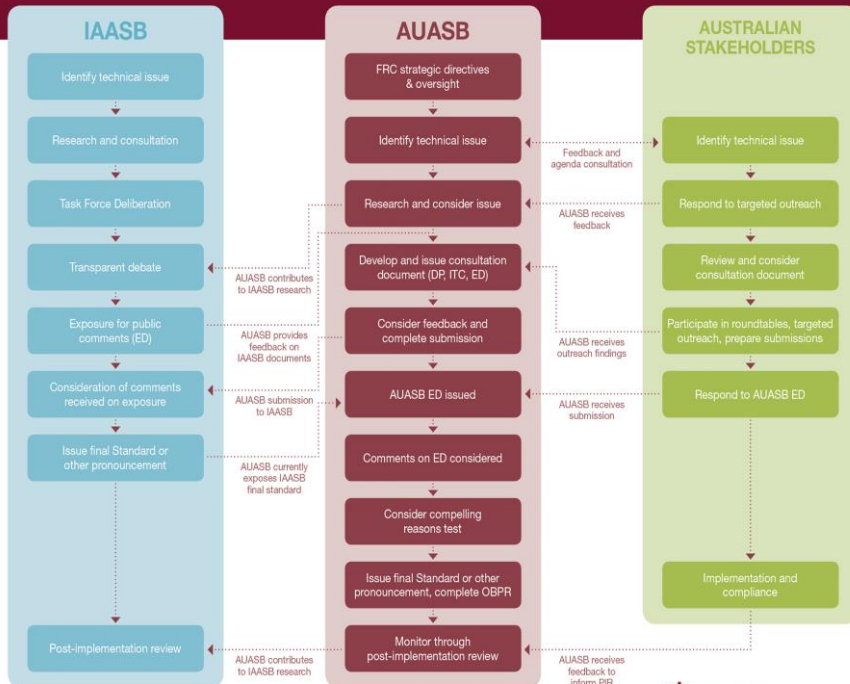 IAASB
Identify technical issue
Research and consultation
Task Force Deliberation
Transparent debate
Exposure for public
comments (ED)
Consideration of comments
received on exposure
Issue final Standard or
other pronouncement
Post-implementation review
AUASB contributes
to IAASB research
AUASB provides
feedback on
IAASB documents
AUASB submission
to IAASB
AUASB currently
exposes IAASB
final standard
AUASB contributes
to IAASB research
AUASB
FRC strategic directives
& oversight
Identify technical issue
Research and consider issue
Develop and issue consultation
document (DP, ITC, ED)
Consider feedback and
complete submission
AUASB ED issued
Comments on ED considered
Consider compelling
reasons test
Issue final Standard or other
pronouncement, complete OBPR
Monitor through
post-implementation review
Feedback and
agenda consultation
AUASB receives
feedback
AUASB receives
outreach findings
AUASB receives
submission
AUASB receives
feedback to
inform PIR
AUSTRALIAN
STAKEHOLDERS
Identify technical issue
Respond to targeted outreach
Review and consider
consultation document
Participate in roundtables, targeted
outreach, prepare submissions
Respond to AUASB ED
Implementation and
compliance